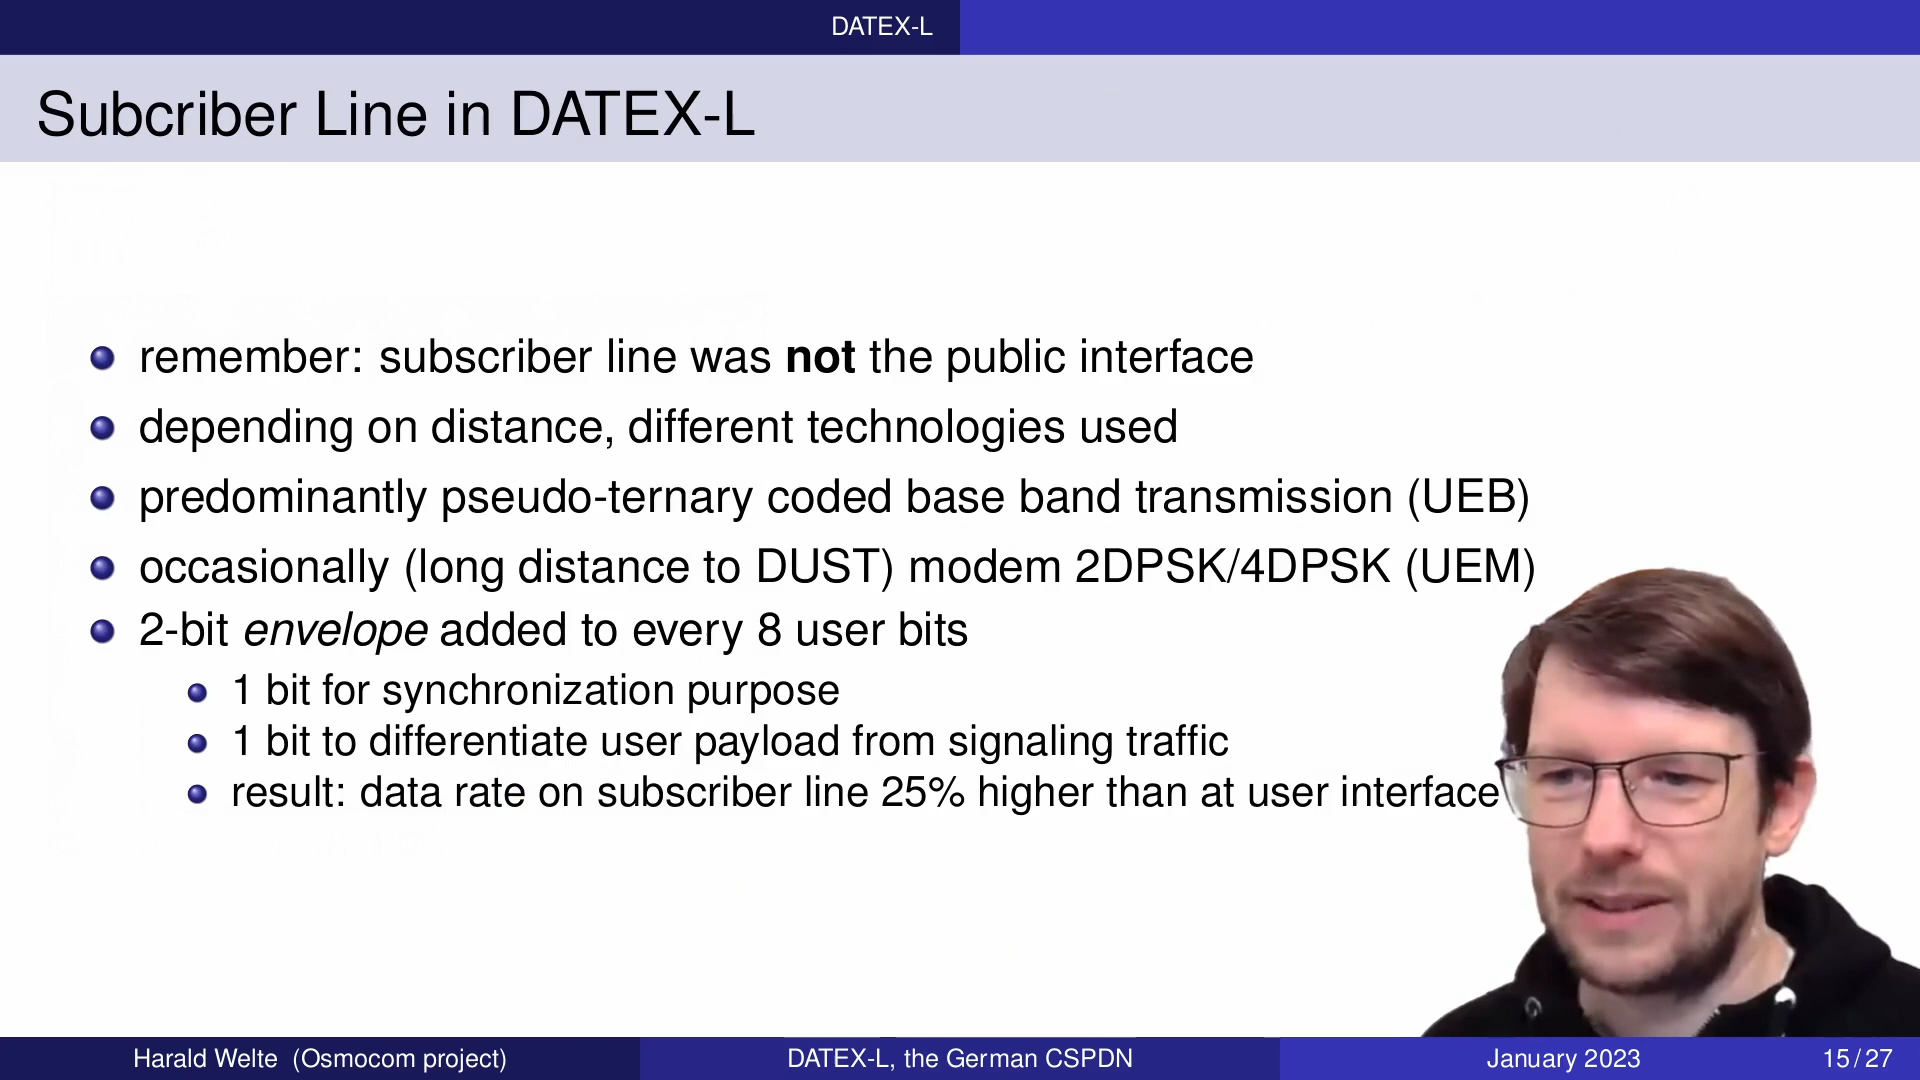 DATEX-L
Subcriber Line in DATEX-L
remember: subscriber line was not the public interface
depending on distance, different technologies used
predominantly pseudo-ternary coded base band transmission (UEB)
occasionally (long distance to DUST) modem 2DPSK/4DPSK (UEM)
2-bit envelope added to every 8 user bits
1 bit for synchronization purpose
1 bit to differentiate user payload from signaling traffic
result: data rate on subscriber line 25% higher than at user interface
Harald Welte (Osmocom project) DATEX-L, the German CSPDN January 2023 15 / 27